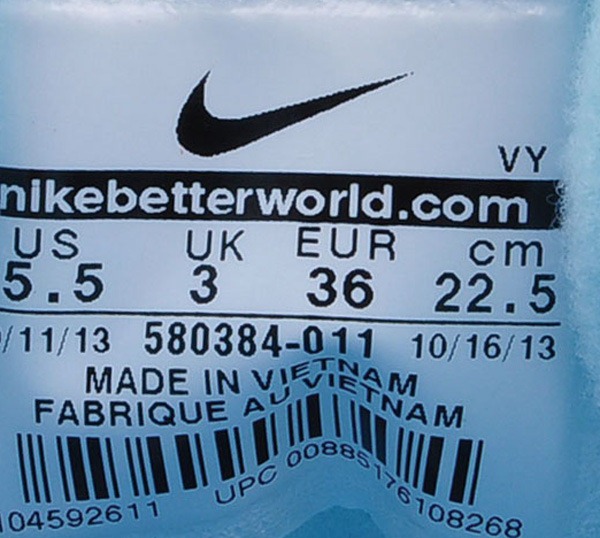 VY
nikebetterworld.com
US UK EUR cm
5.5 3 36 22.5
/11/13 580384-011 10/16/13
MADE IN VIETNAM
FABRIQUE AU VIETNAM
104592611 UPC 00885176108268